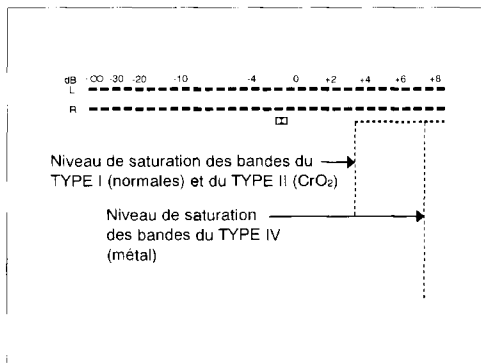 dB -∞ -30 -20 -10 -4 0 +2 +4 +6 +8
L
R
Niveau de saturation des bandes du
TYPE I (normales) et du TYPE II (CrO₂)
Niveau de saturation
des bandes du TYPE IV
(métal)